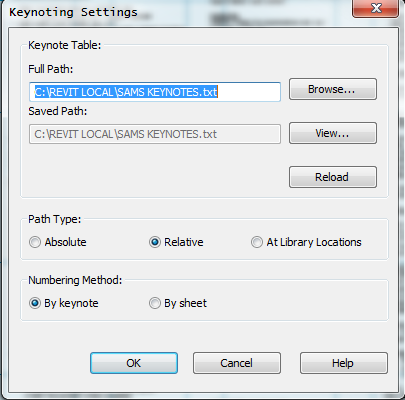 Keynoting Settings
Keynote Table:
Full Path:
C:\REVIT LOCAL\SAMS KEYNOTES.txt
Browse...
Saved Path:
C:\REVIT LOCAL\SAMS KEYNOTES.txt
View...
Reload
Path Type:
Absolute Relative At Library Locations
Numbering Method:
By keynote By sheet
OK Cancel Help